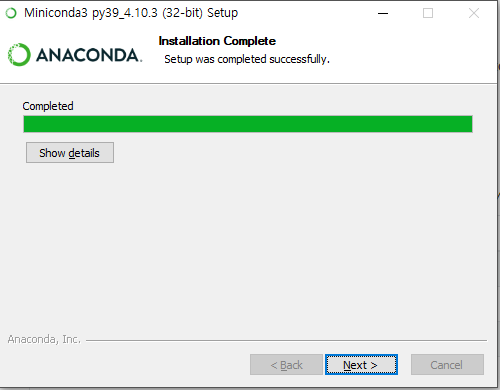 Miniconda3 py39_4.10.3 (32-bit) Setup
ANACONDA.
Installation Complete
Setup was completed successfully.
Completed
Show details
Anaconda, Inc.
< Back
Next >
Cancel